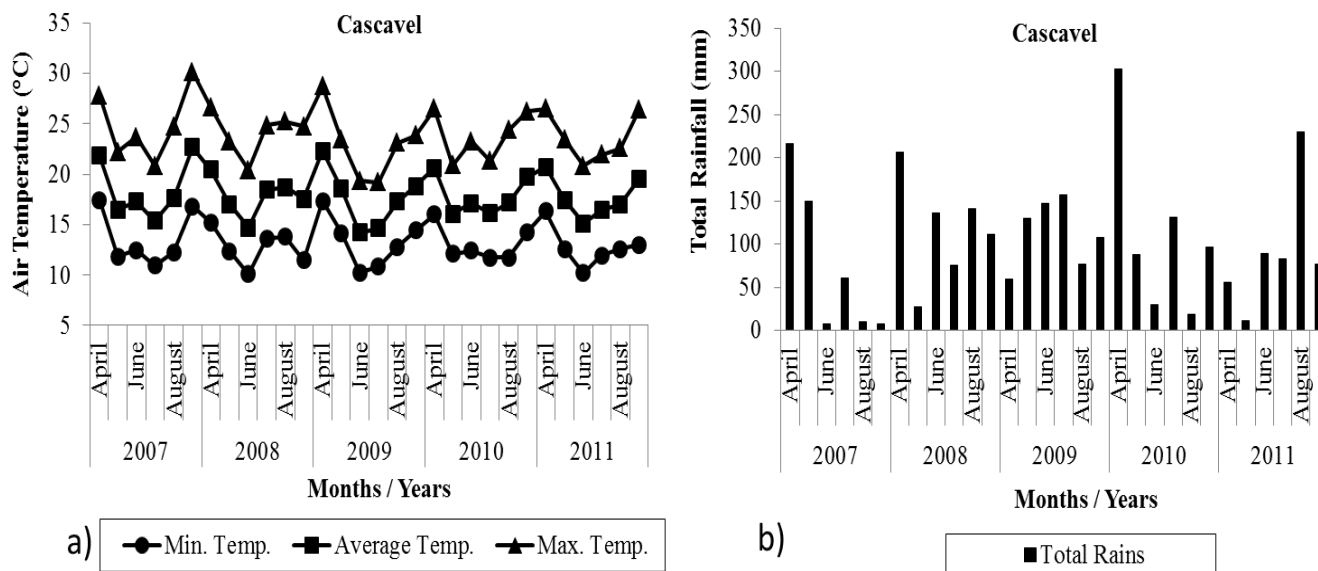 Cascavel
Air Temperature (°C)
35
30
25
20
15
10
5
April
June
August
April
June
August
April
June
August
April
June
August
April
June
August
2007
2008
2009
2010
2011
Months / Years
a)
Min. Temp.
Average Temp.
Max. Temp.
Cascavel
Total Rainfall (mm)
350
300
250
200
150
100
50
0
April
June
August
April
June
August
April
June
August
April
June
August
April
June
August
2007
2008
2009
2010
2011
Months / Years
b)
Total Rains